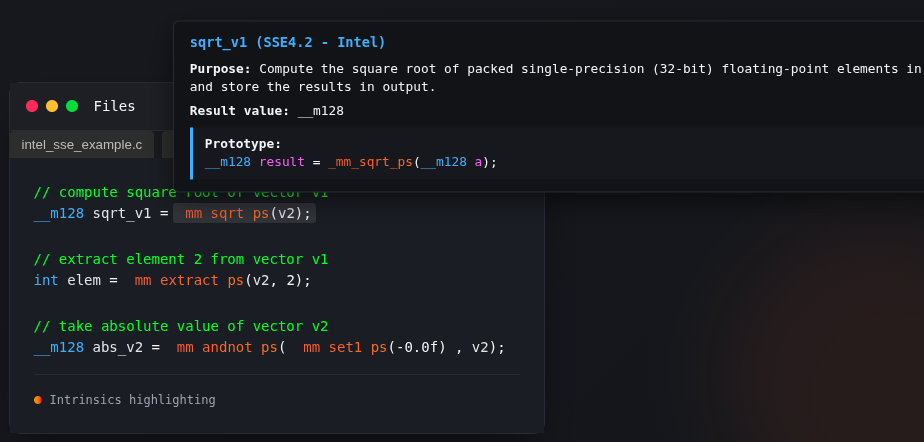 sqrt_v1 (SSE4.2 - Intel)
Purpose: Compute the square root of packed single-precision (32-bit) floating-point elements in
and store the results in output.
Result value: __m128
Prototype:
__m128 result = _mm_sqrt_ps(__m128 a);
Files
intel_sse_example.c
// compute square root of vector v1
__m128 sqrt_v1 = _mm_sqrt_ps(v2);
// extract element 2 from vector v1
int elem = _mm_extract_ps(v2, 2);
// take absolute value of vector v2
__m128 abs_v2 = _mm_andnot_ps( _mm_set1_ps(-0.0f) , v2);
Intrinsics highlighting